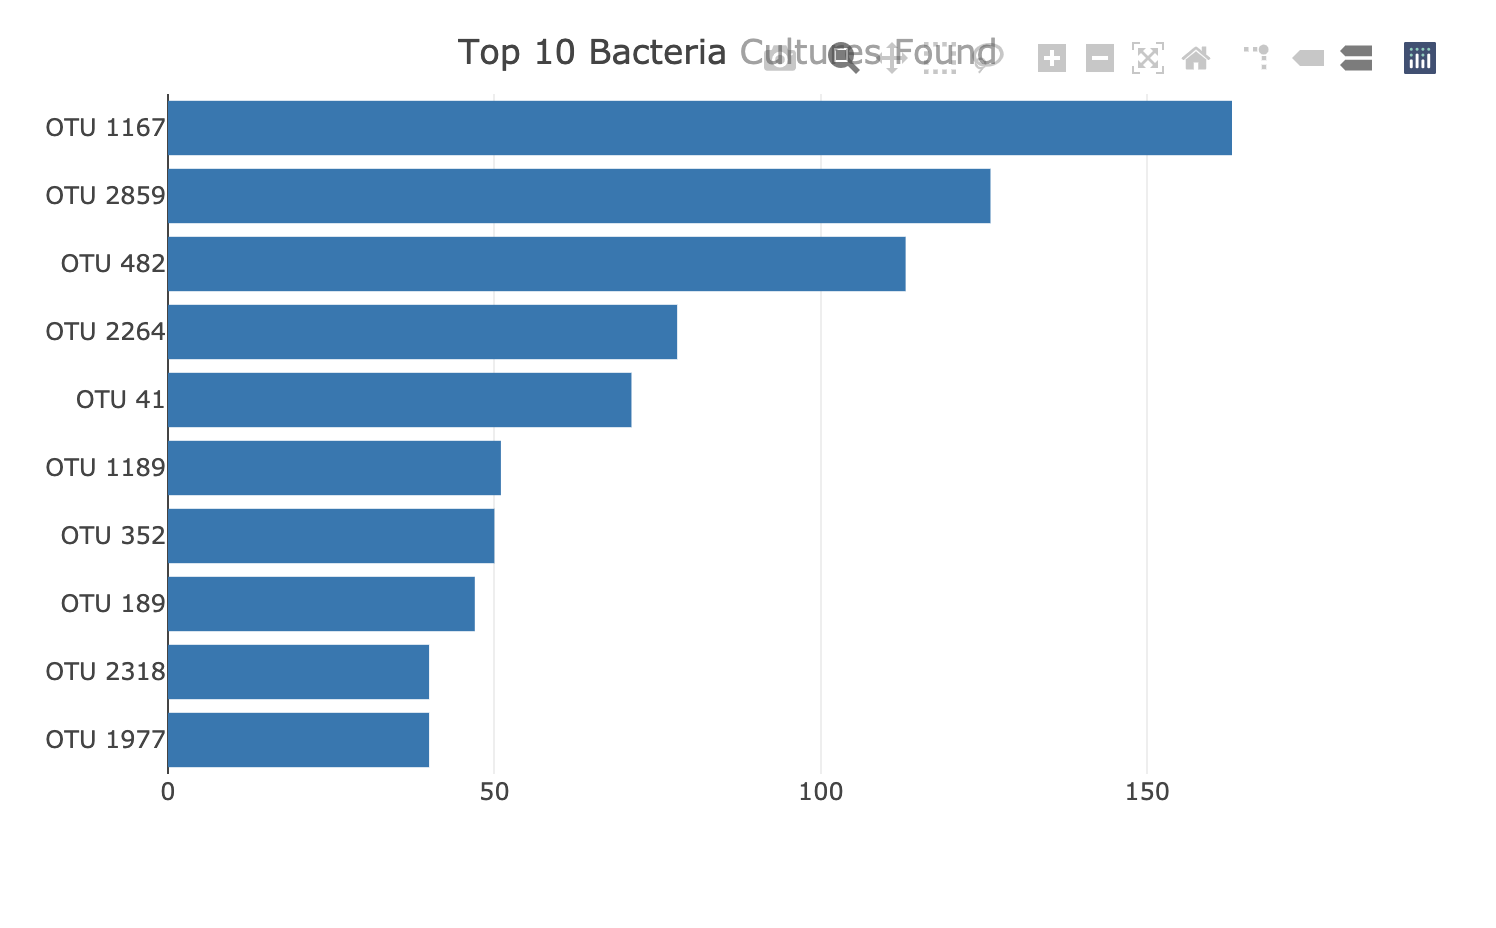 Top 10 Bacteria Cultures Found
OTU 1167
OTU 2859
OTU 482
OTU 2264
OTU 41
OTU 1189
OTU 352
OTU 189
OTU 2318
OTU 1977
0 50 100 150